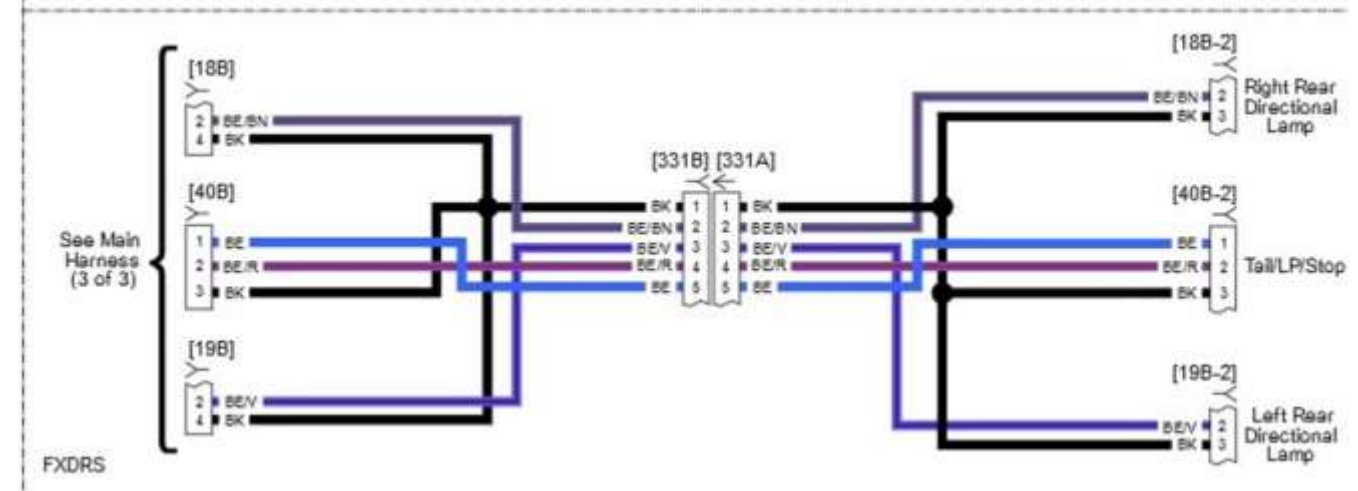 [18B]
2 BE/BN
4 BK
[40B]
1 BE
2 BE/R
3 BK
[19B]
2 BE/V
4 BK
See Main
Harness
(3 of 3)
FXDRS
[331B] [331A]
BK 1 1 BK
BE/BN 2 2 BE/BN
BE/V 3 3 BE/V
BE/R 4 4 BE/R
BE 5 5 BE
[18B-2]
BE/BN 2
BK 3
Right Rear
Directional
Lamp
[40B-2]
BE 1
BE/R 2
BK 3
Tail/LP/Stop
[19B-2]
BE/V 2
BK 3
Left Rear
Directional
Lamp